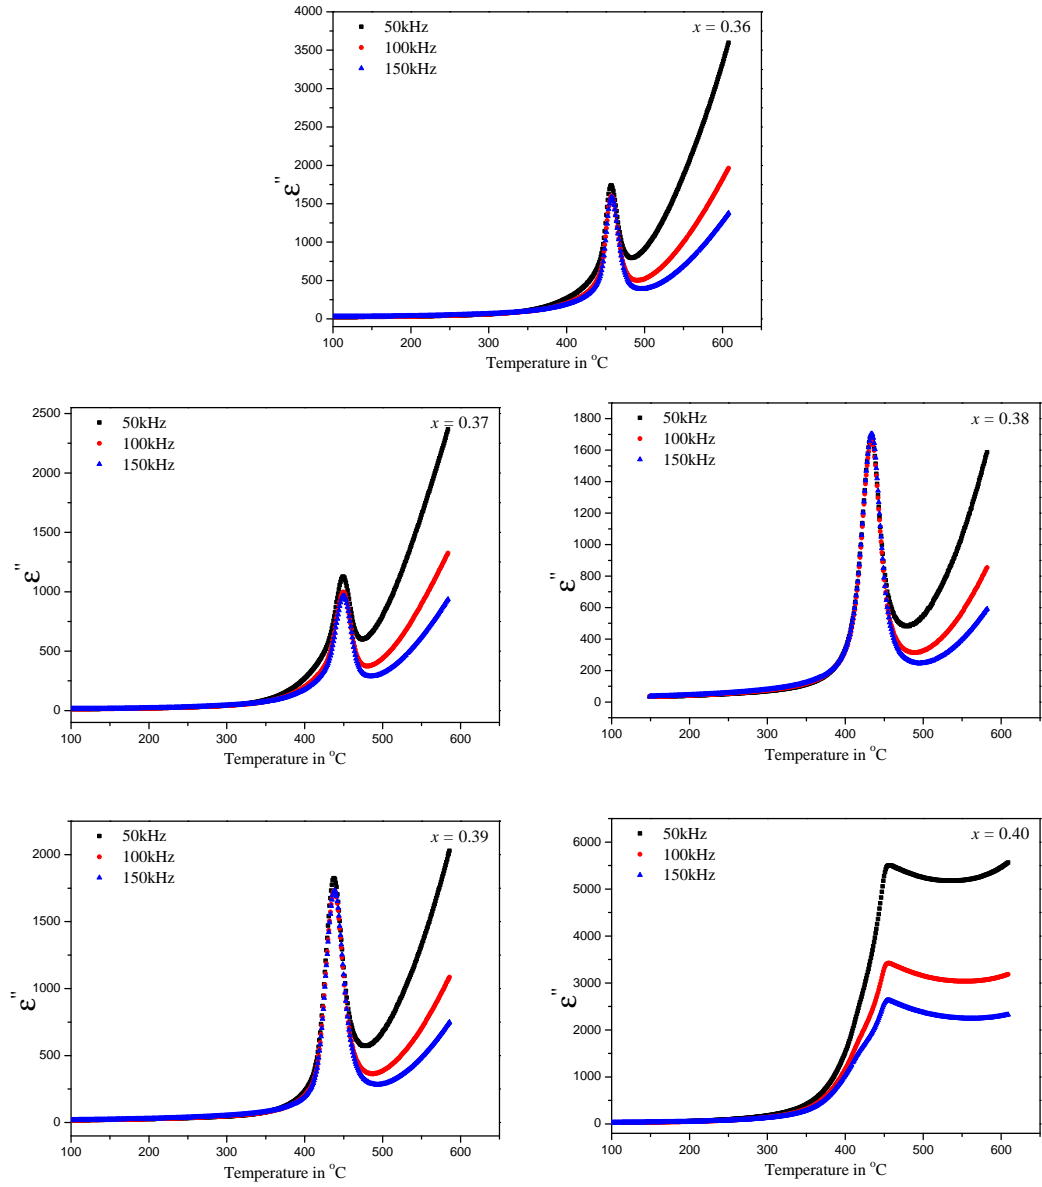 50kHz
100kHz
150kHz
x = 0.36
4000
3500
3000
2500
2000
1500
1000
500
0
ε"
100 200 300 400 500 600
Temperature in °C
50kHz
100kHz
150kHz
x = 0.37
2500
2000
1500
1000
500
0
ε"
100 200 300 400 500 600
Temperature in °C
50kHz
100kHz
150kHz
x = 0.38
1800
1600
1400
1200
1000
800
600
400
200
0
ε"
100 200 300 400 500 600
Temperature in °C
50kHz
100kHz
150kHz
x = 0.39
2000
1500
1000
500
0
ε"
100 200 300 400 500 600
Temperature in °C
50kHz
100kHz
150kHz
x = 0.40
6000
5000
4000
3000
2000
1000
0
ε"
100 200 300 400 500 600
Temperature in °C